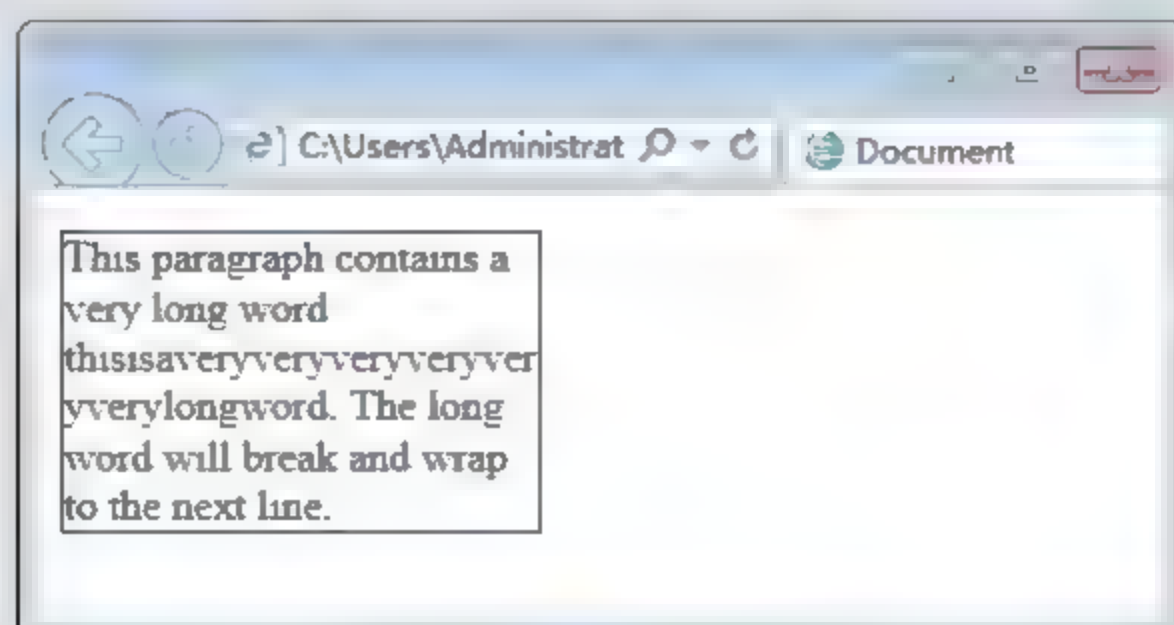 C:\Users\Administrat
Document
This paragraph contains a
very long word
thisisaveryveryveryveryver
yverylongword. The long
word will break and wrap
to the next line.